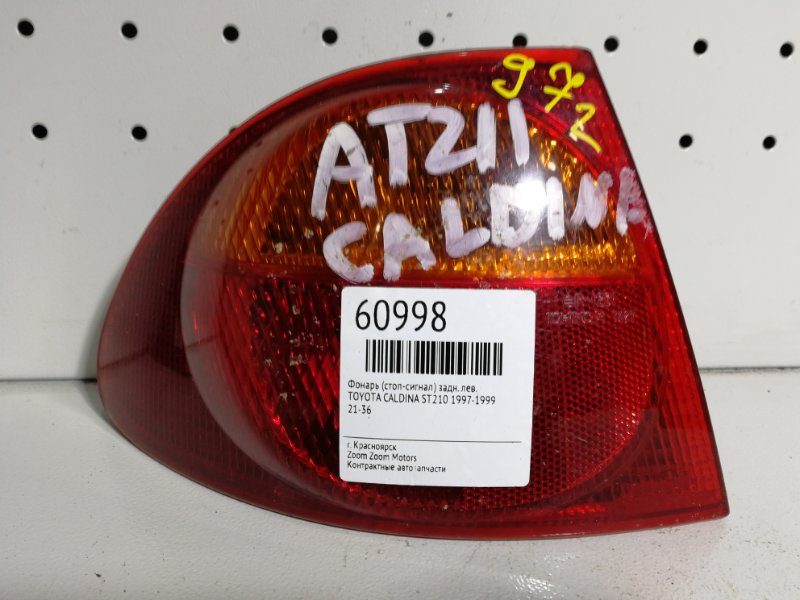 972
AT211
CALDINA
60998
Фонарь (стоп-сигнал) задн. лев.
TOYOTA CALDINA ST210 1997-1999
21-36
г. Красноярск
Zoom Zoom Motors
Контрактные автозапчасти